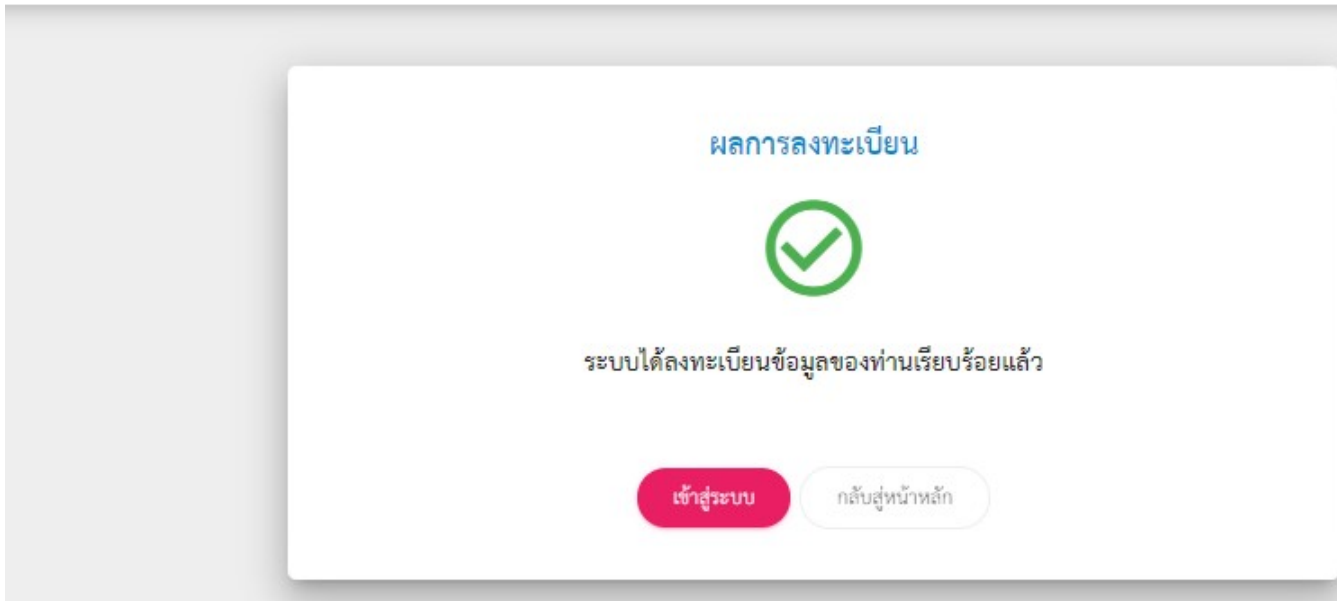 ผลการลงทะเบียน
ระบบได้ลงทะเบียนข้อมูลของท่านเรียบร้อยแล้ว
เข้าสู่ระบบ
กลับสู่หน้าหลัก